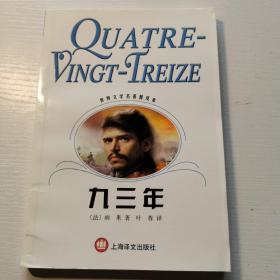 QUATRE-
VINGT-TREIZE
世界文学名著普及本
九三年
〔法〕雨果著 叶尊译
上海译文出版社